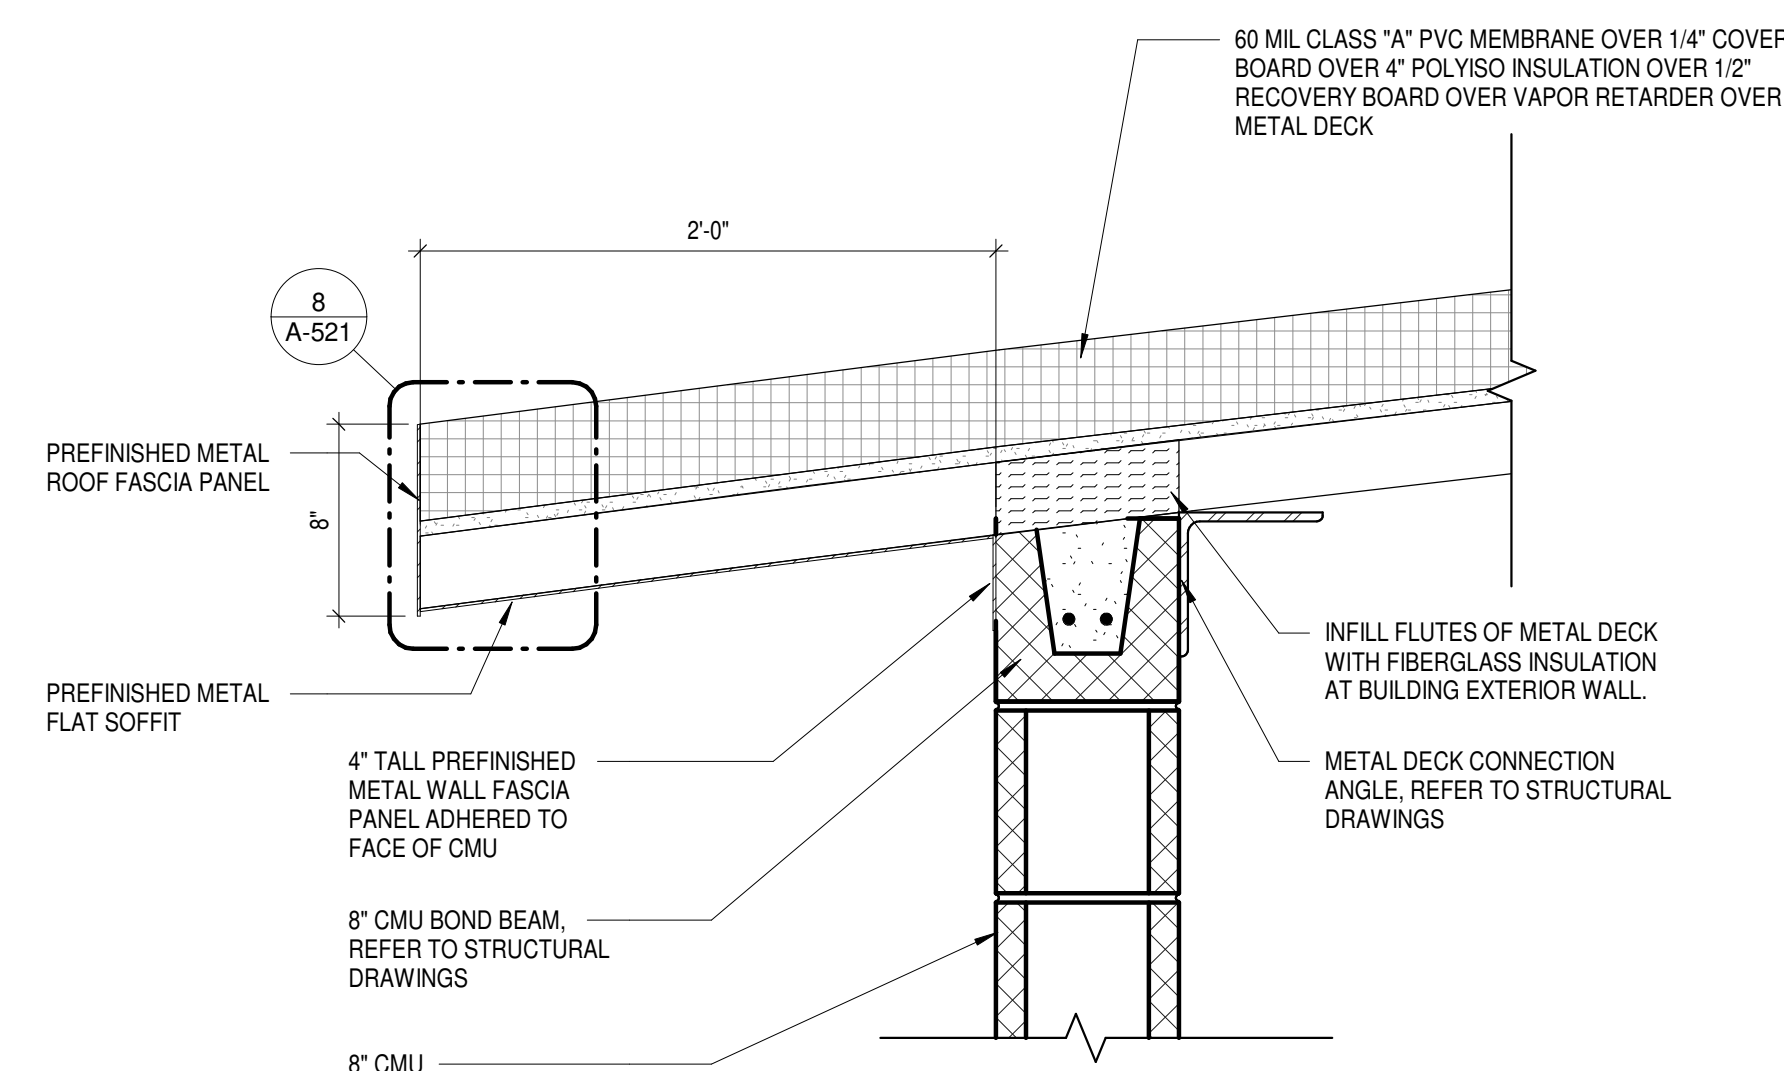 60 MIL CLASS "A" PVC MEMBRANE OVER 1/4" COVER
BOARD OVER 4" POLYISO INSULATION OVER 1/2"
RECOVERY BOARD OVER VAPOR RETARDER OVER
METAL DECK
2'-0"
8
A-521
PREFINISHED METAL
ROOF FASCIA PANEL
8"
PREFINISHED METAL
FLAT SOFFIT
INFILL FLUTES OF METAL DECK
WITH FIBERGLASS INSULATION
AT BUILDING EXTERIOR WALL.
4" TALL PREFINISHED
METAL WALL FASCIA
PANEL ADHERED TO
FACE OF CMU
METAL DECK CONNECTION
ANGLE, REFER TO STRUCTURAL
DRAWINGS
8" CMU BOND BEAM,
REFER TO STRUCTURAL
DRAWINGS
8" CMU